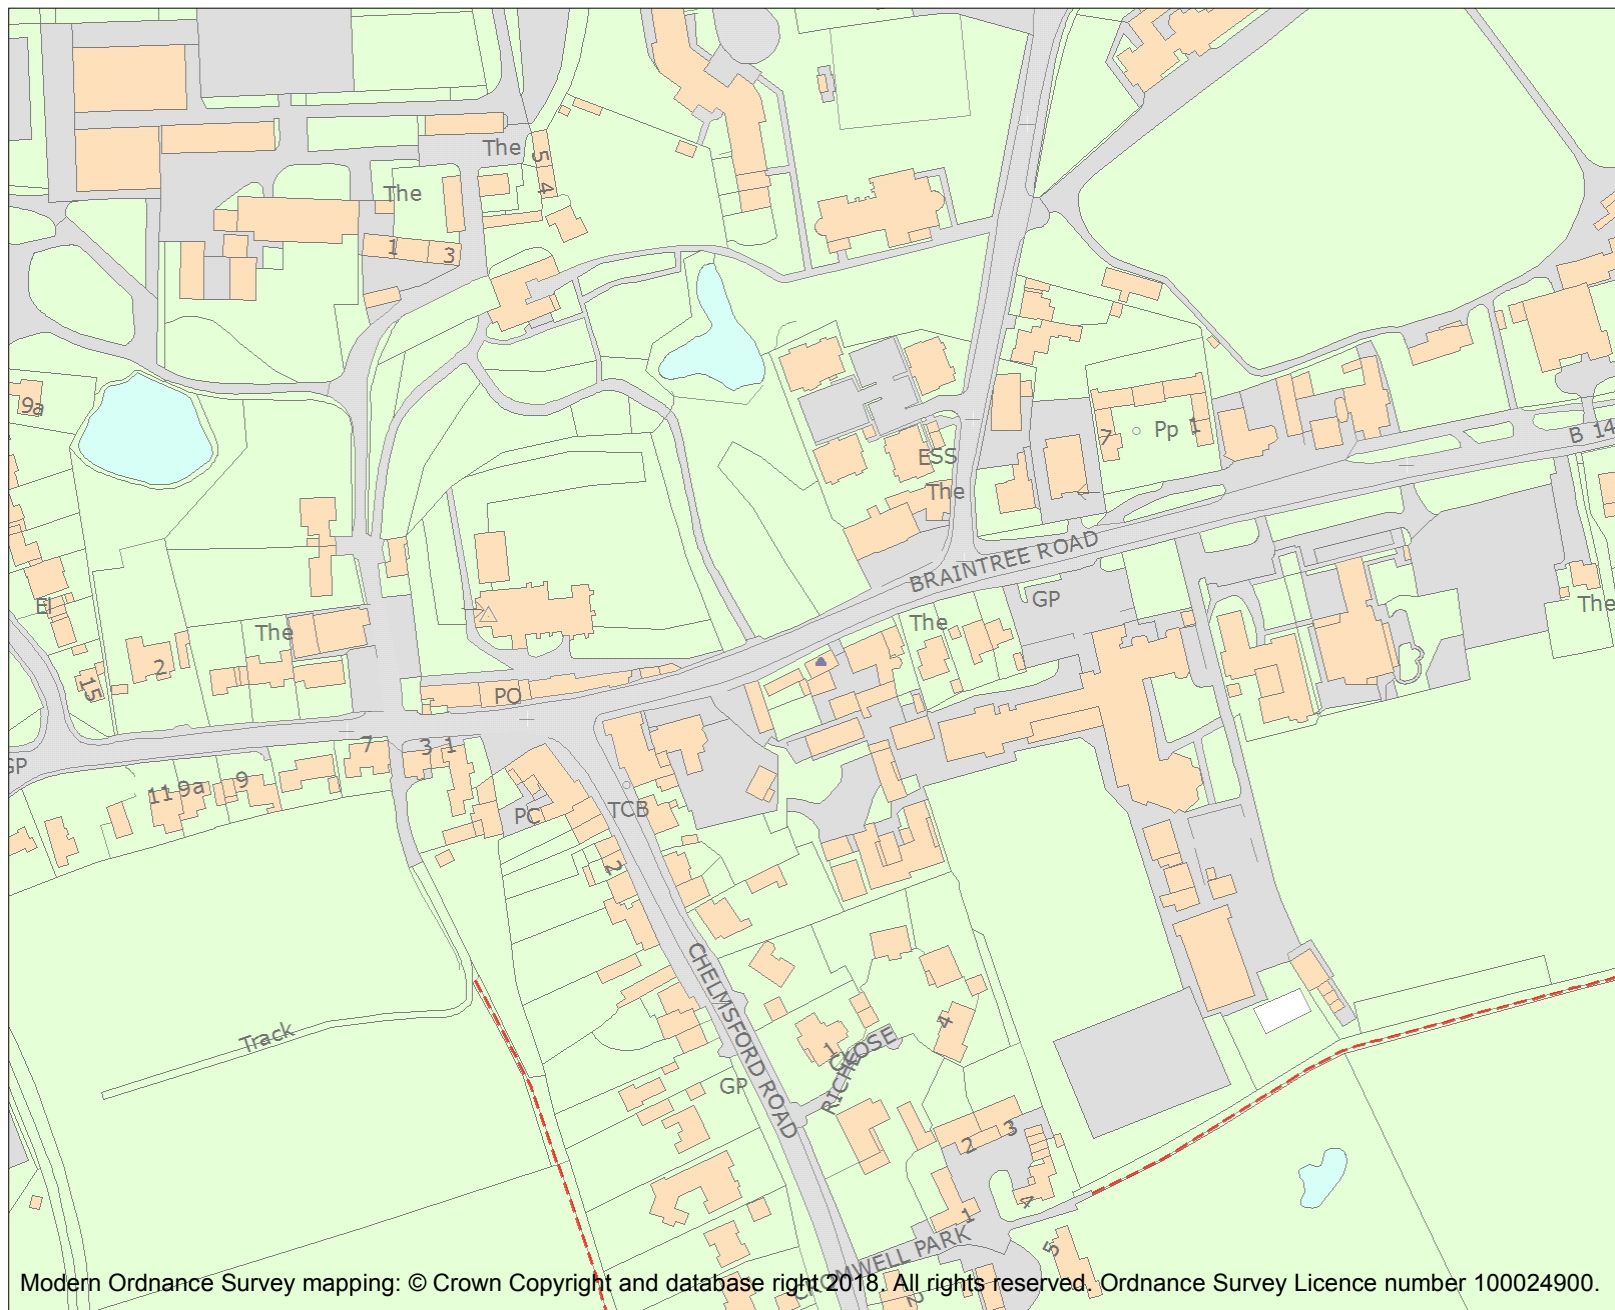 The
5
4
The
1
3
9a
7
Pp
1
B 14
ESS
The
BRAINTREE ROAD
GP
El
The
The
The
2
15
PO
GP
7
3
1
11
9a
9
PC
TCB
2
CHELMSFORD ROAD
Track
4
1
CLOSE
RICHE
GP
3
2
4
1
5
CROMWELL PARK
2
Modern Ordnance Survey mapping: © Crown Copyright and database right 2018. All rights reserved. Ordnance Survey Licence number 100024900.